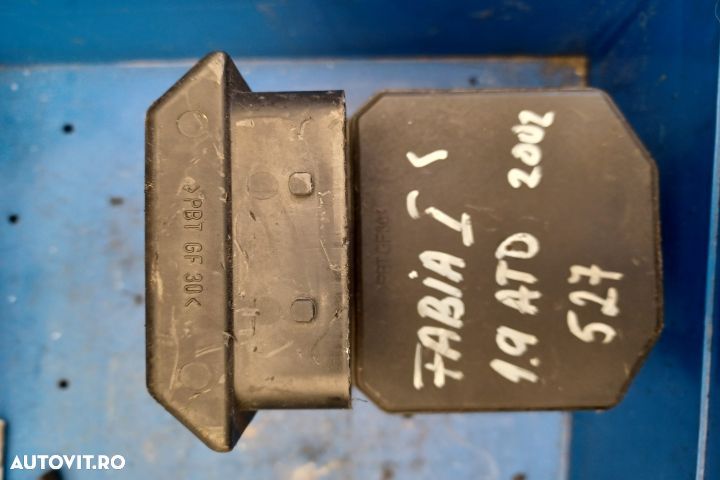 >PBT GF 30<
FABIA I
1.9 ATD 2002
527
AUTOVIT.RO